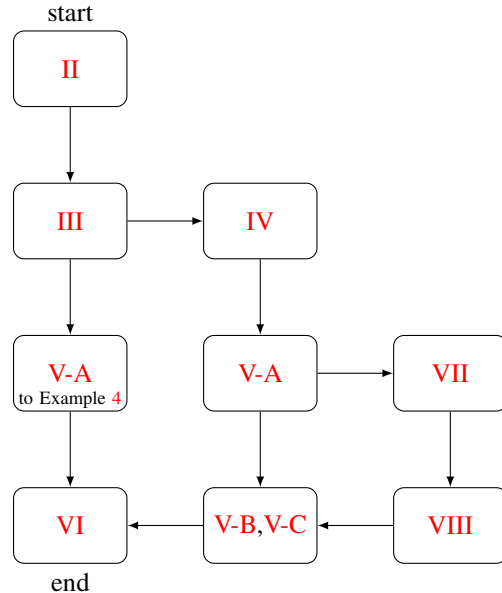 start
II
III
IV
V-A
to Example 4
V-A
VII
VI
V-B,V-C
VIII
end